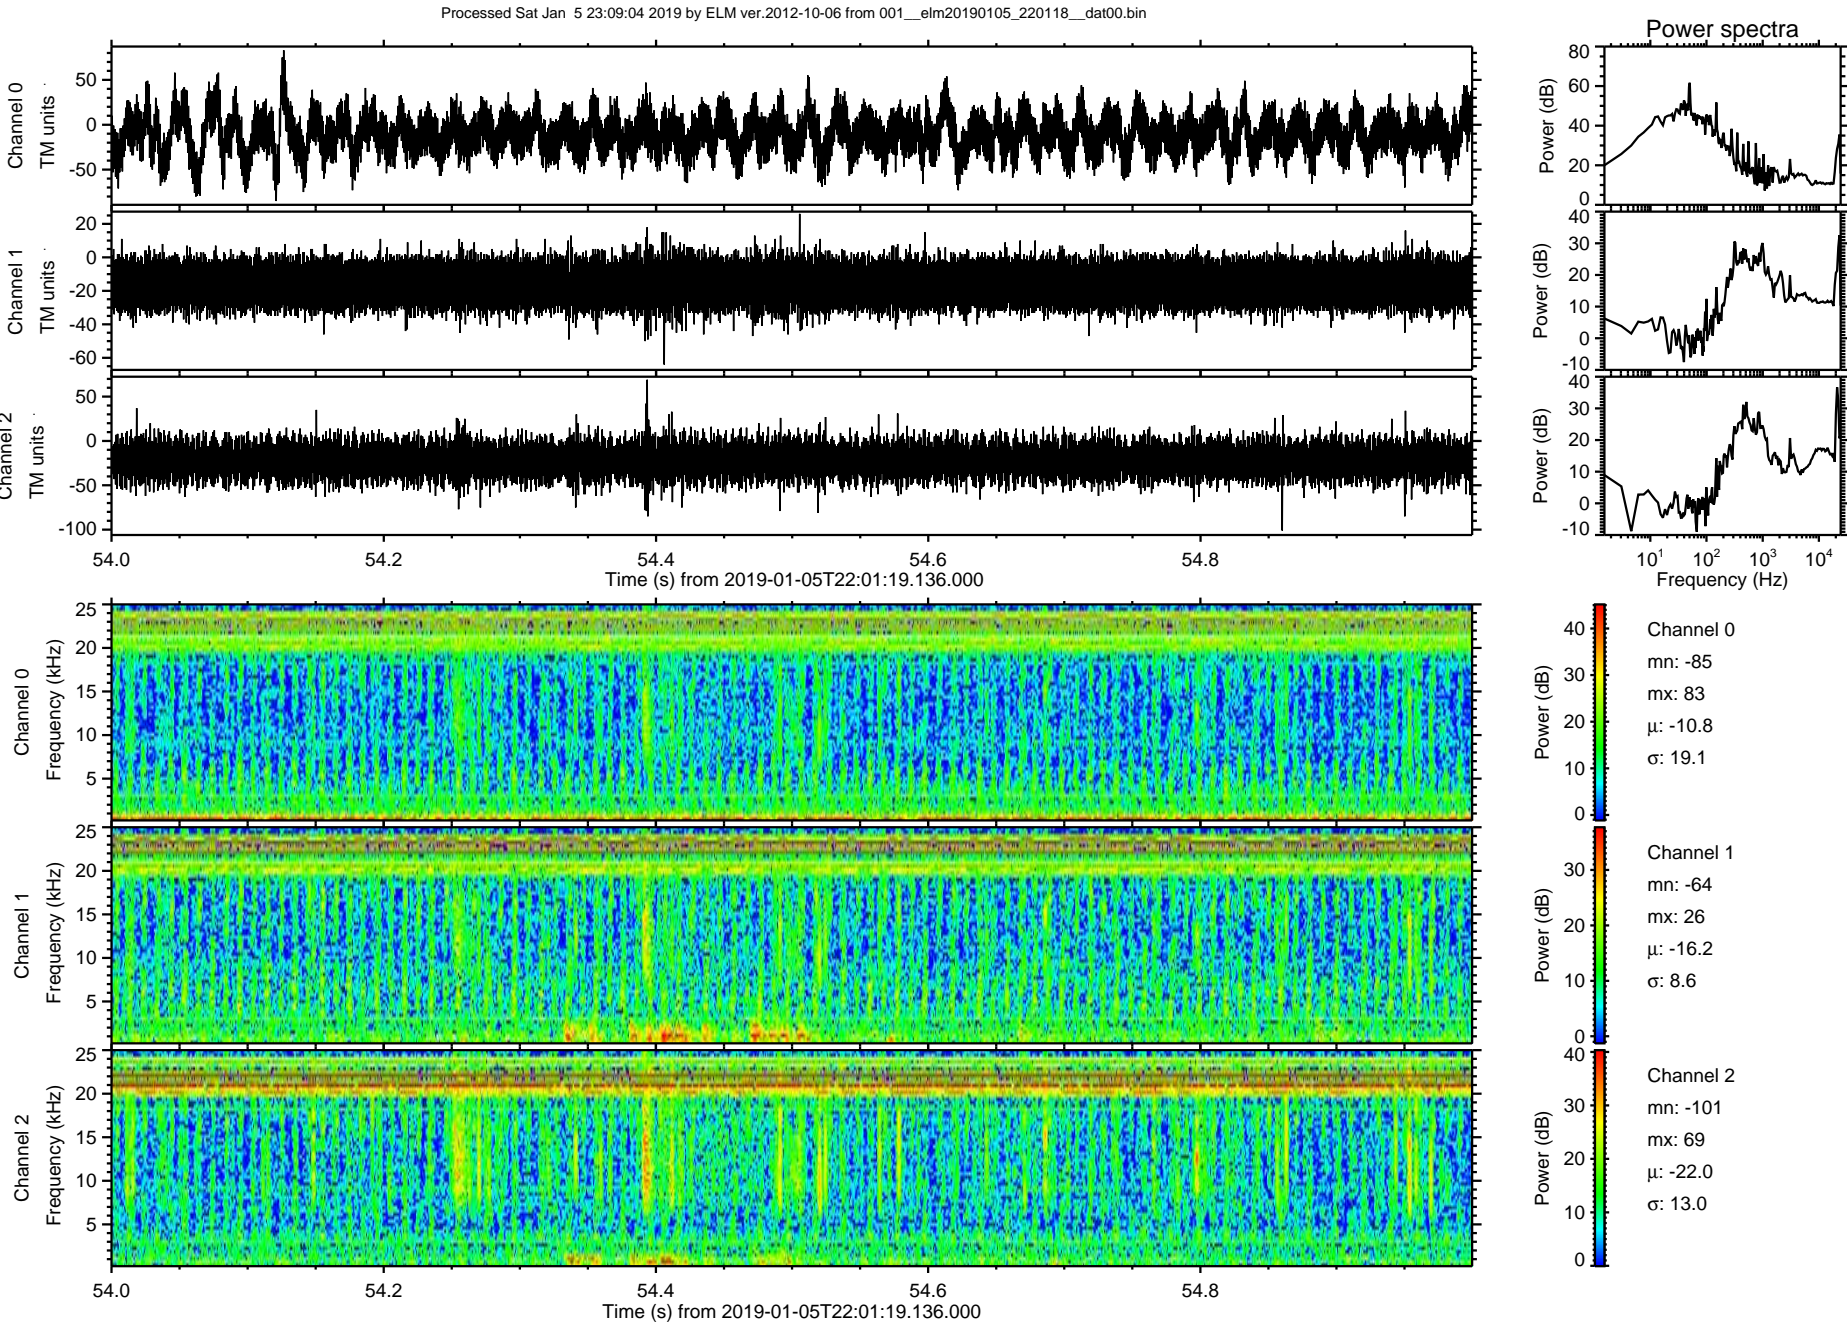 Processed Sat Jan  5 23:09:04 2019 by ELM ver.2012-10-06 from 001__elm20190105_220118__dat00.bin
Power spectra
Channel 0
TM units
50
0
-50
Power (dB)
80
60
40
20
0
Channel 1
TM units
20
0
-20
-40
-60
Power (dB)
40
30
20
10
0
-10
Channel 2
TM units
50
0
-50
-100
Power (dB)
40
30
20
10
0
-10
54.0 54.2 54.4 54.6 54.8
Time (s) from 2019-01-05T22:01:19.136.000
10¹ 10² 10³ 10⁴
Frequency (Hz)
Channel 0
Frequency (kHz)
25
20
15
10
5
Power (dB)
40
30
20
10
0
Channel 0
mn: -85
mx: 83
μ: -10.8
σ: 19.1
Channel 1
Frequency (kHz)
25
20
15
10
5
Power (dB)
30
20
10
0
Channel 1
mn: -64
mx: 26
μ: -16.2
σ: 8.6
Channel 2
Frequency (kHz)
25
20
15
10
5
Power (dB)
40
30
20
10
0
Channel 2
mn: -101
mx: 69
μ: -22.0
σ: 13.0
54.0 54.2 54.4 54.6 54.8
Time (s) from 2019-01-05T22:01:19.136.000